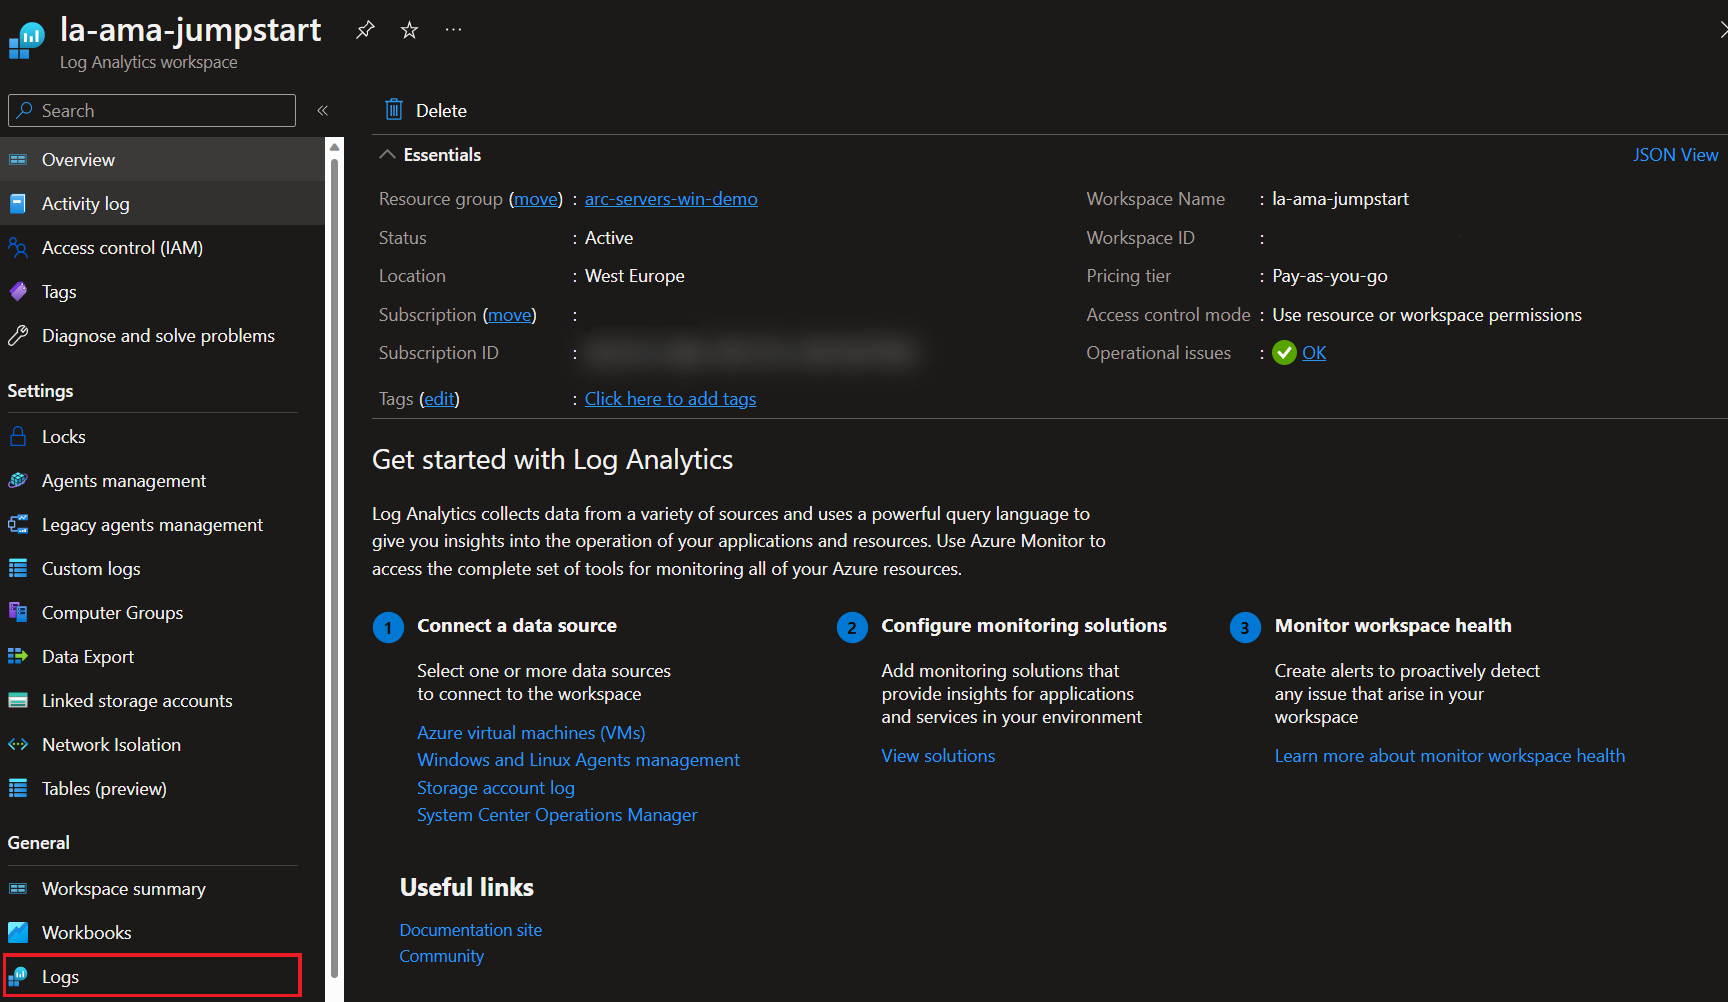 la-ama-jumpstart
Log Analytics workspace
Search
Overview
Activity log
Access control (IAM)
Tags
Diagnose and solve problems
Settings
Locks
Agents management
Legacy agents management
Custom logs
Computer Groups
Data Export
Linked storage accounts
Network Isolation
Tables (preview)
General
Workspace summary
Workbooks
Logs
Delete
Essentials
JSON View
Resource group (move) : arc-servers-win-demo
Status : Active
Location : West Europe
Subscription (move) :
Subscription ID :
Tags (edit) : Click here to add tags
Workspace Name : la-ama-jumpstart
Workspace ID :
Pricing tier : Pay-as-you-go
Access control mode : Use resource or workspace permissions
Operational issues : OK
Get started with Log Analytics
Log Analytics collects data from a variety of sources and uses a powerful query language to
give you insights into the operation of your applications and resources. Use Azure Monitor to
access the complete set of tools for monitoring all of your Azure resources.
1 Connect a data source
Select one or more data sources
to connect to the workspace
Azure virtual machines (VMs)
Windows and Linux Agents management
Storage account log
System Center Operations Manager
2 Configure monitoring solutions
Add monitoring solutions that
provide insights for applications
and services in your environment
View solutions
3 Monitor workspace health
Create alerts to proactively detect
any issue that arise in your
workspace
Learn more about monitor workspace health
Useful links
Documentation site
Community